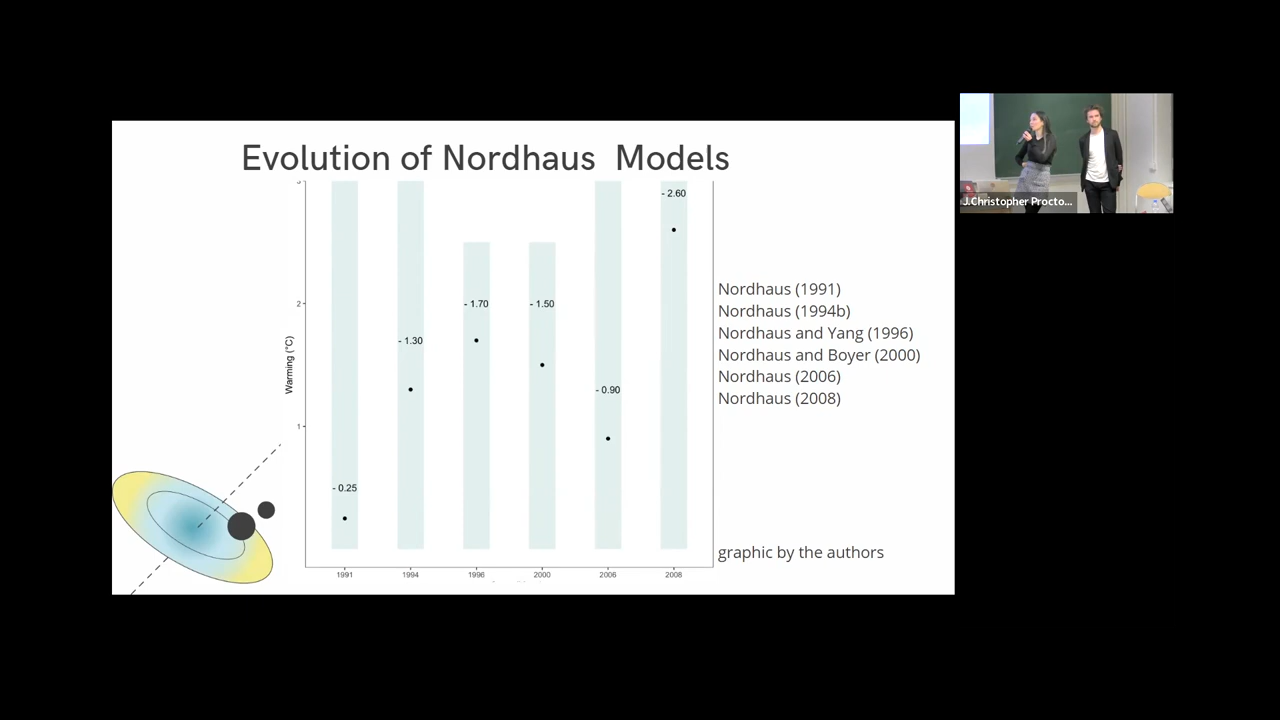 Evolution of Nordhaus Models
- 2.60
- 1.70
- 1.50
- 1.30
- 0.90
- 0.25
2
1
Warming (°C)
1991
1994
1996
2000
2006
2008
Nordhaus (1991)
Nordhaus (1994b)
Nordhaus and Yang (1996)
Nordhaus and Boyer (2000)
Nordhaus (2006)
Nordhaus (2008)
graphic by the authors
J.Christopher Procto...